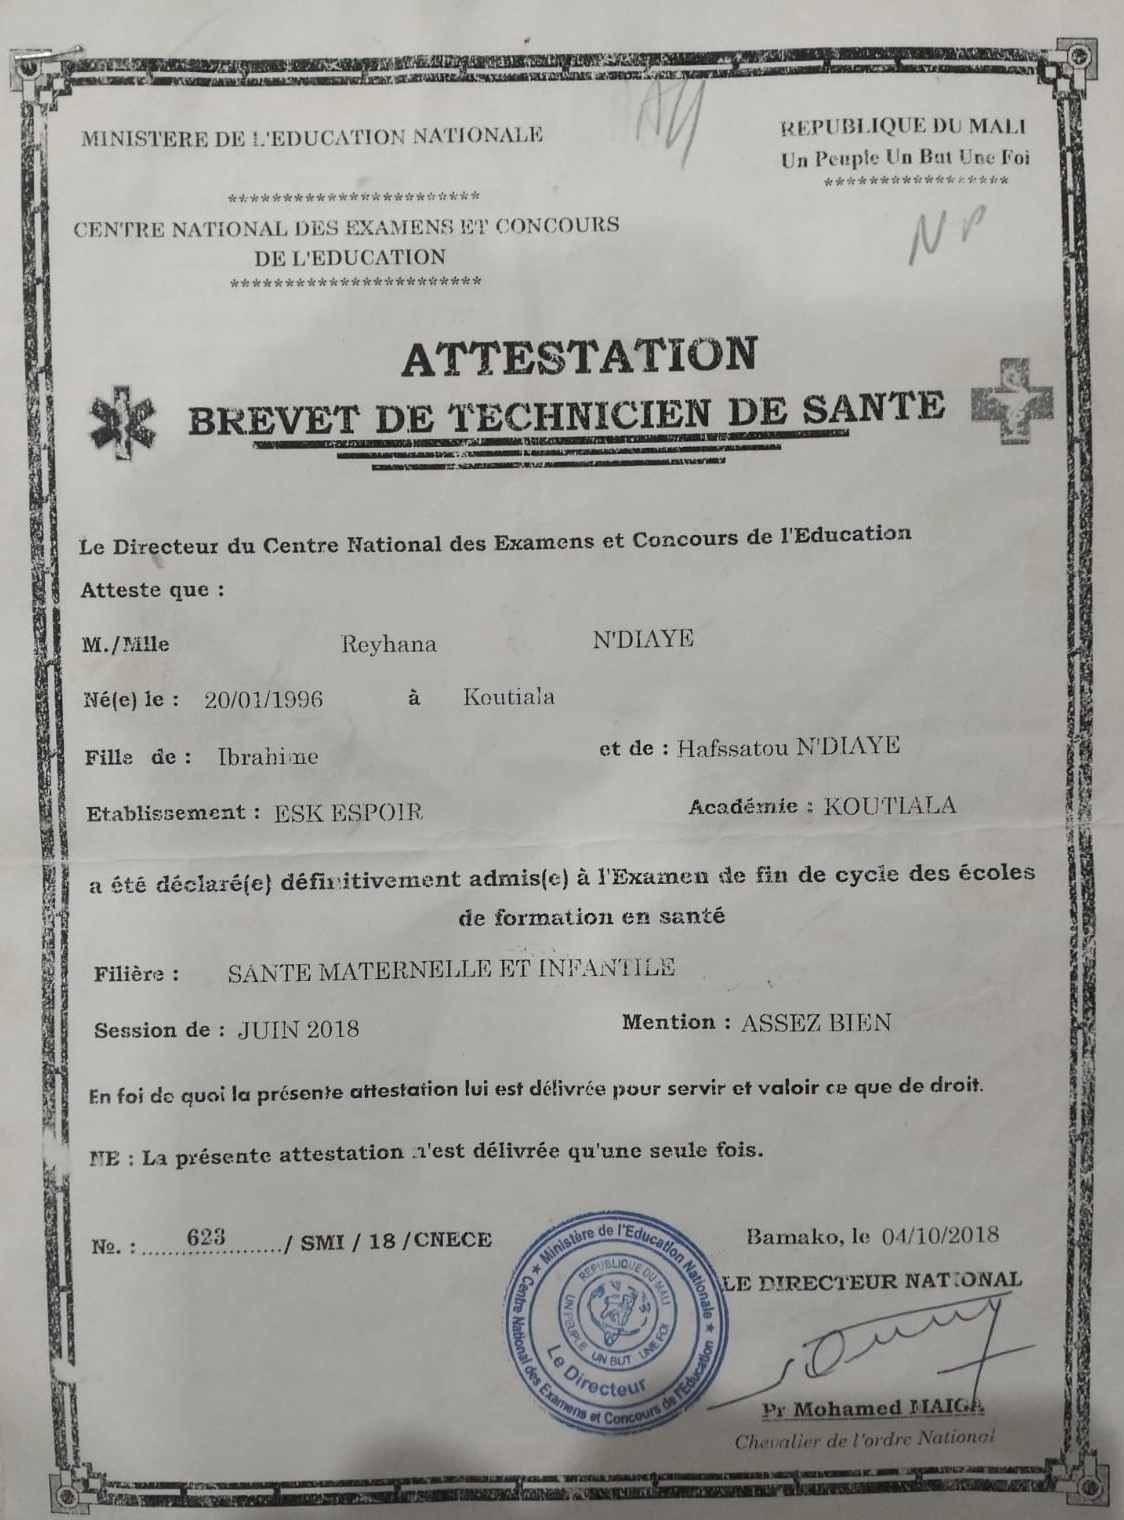 MINISTERE DE L'EDUCATION NATIONALE
**********************
CENTRE NATIONAL DES EXAMENS ET CONCOURS
DE L'EDUCATION
**********************
REPUBLIQUE DU MALI
Un Peuple Un But Une Foi
*****************
NP
ATTESTATION
BREVET DE TECHNICIEN DE SANTE
Le Directeur du Centre National des Examens et Concours de l'Education
Atteste que :
M./Mlle Reyhana N'DIAYE
Né(e) le : 20/01/1996 à Koutiala
Fille de : Ibrahime et de : Hafssatou N'DIAYE
Etablissement : ESK ESPOIR Académie : KOUTIALA
a été déclaré(e) définitivement admis(e) à l'Examen de fin de cycle des écoles
de formation en santé
Filière : SANTE MATERNELLE ET INFANTILE
Session de : JUIN 2018 Mention : ASSEZ BIEN
En foi de quoi la présente attestation lui est délivrée pour servir et valoir ce que de droit.
NE : La présente attestation n'est délivrée qu'une seule fois.
No. : 623 / SMI / 18 /CNECE
Bamako, le 04/10/2018
LE DIRECTEUR NATIONAL
Ministère de l'Education Nationale
Centre National des Examens et Concours de l'Education
REPUBLIQUE DU MALI
UN PEUPLE UN BUT UNE FOI
Le Directeur
Pr Mohamed MAIGA
Chevalier de l'ordre National